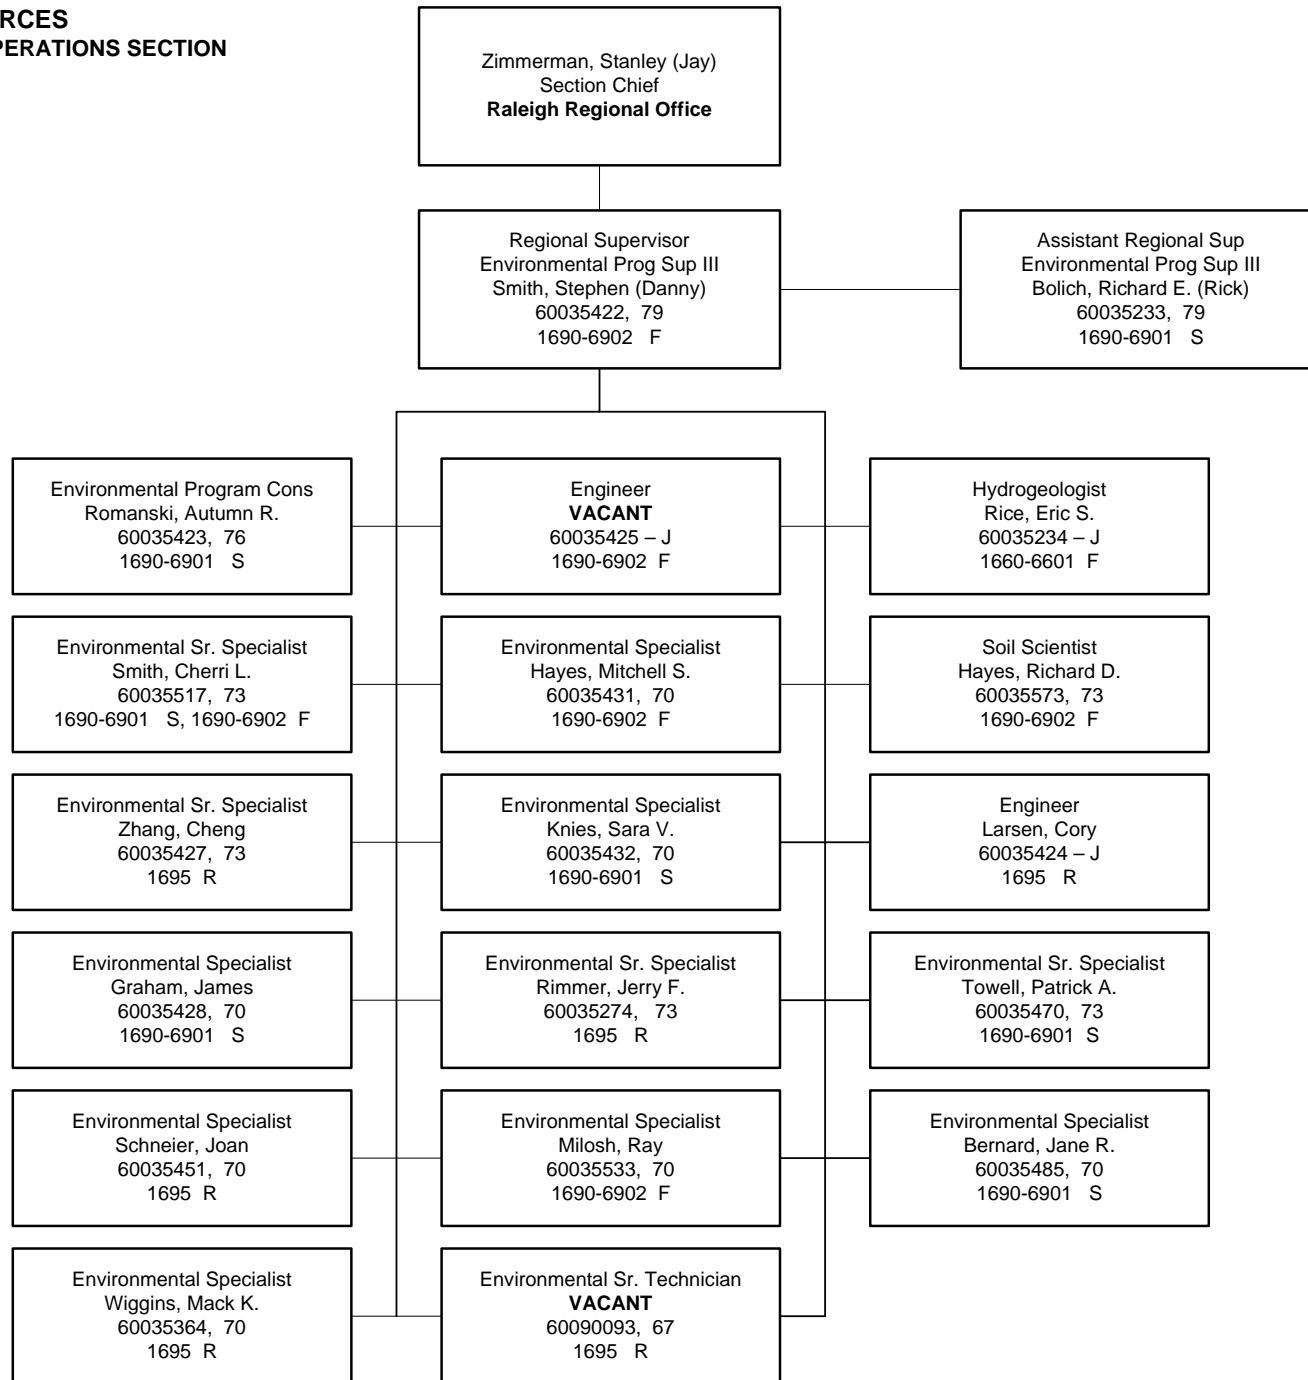 RCES
PERATIONS SECTION
Zimmerman, Stanley (Jay)
Section Chief
Raleigh Regional Office
Regional Supervisor
Environmental Prog Sup III
Smith, Stephen (Danny)
60035422, 79
1690-6902 F
Assistant Regional Sup
Environmental Prog Sup III
Bolich, Richard E. (Rick)
60035233, 79
1690-6901 S
Environmental Program Cons
Romanski, Autumn R.
60035423, 76
1690-6901 S
Engineer
VACANT
60035425 – J
1690-6902 F
Hydrogeologist
Rice, Eric S.
60035234 – J
1660-6601 F
Environmental Sr. Specialist
Smith, Cherri L.
60035517, 73
1690-6901 S, 1690-6902 F
Environmental Specialist
Hayes, Mitchell S.
60035431, 70
1690-6902 F
Soil Scientist
Hayes, Richard D.
60035573, 73
1690-6902 F
Environmental Sr. Specialist
Zhang, Cheng
60035427, 73
1695 R
Environmental Specialist
Knies, Sara V.
60035432, 70
1690-6901 S
Engineer
Larsen, Cory
60035424 – J
1695 R
Environmental Specialist
Graham, James
60035428, 70
1690-6901 S
Environmental Sr. Specialist
Rimmer, Jerry F.
60035274, 73
1695 R
Environmental Sr. Specialist
Towell, Patrick A.
60035470, 73
1690-6901 S
Environmental Specialist
Schneier, Joan
60035451, 70
1695 R
Environmental Specialist
Milosh, Ray
60035533, 70
1690-6902 F
Environmental Specialist
Bernard, Jane R.
60035485, 70
1690-6901 S
Environmental Specialist
Wiggins, Mack K.
60035364, 70
1695 R
Environmental Sr. Technician
VACANT
60090093, 67
1695 R